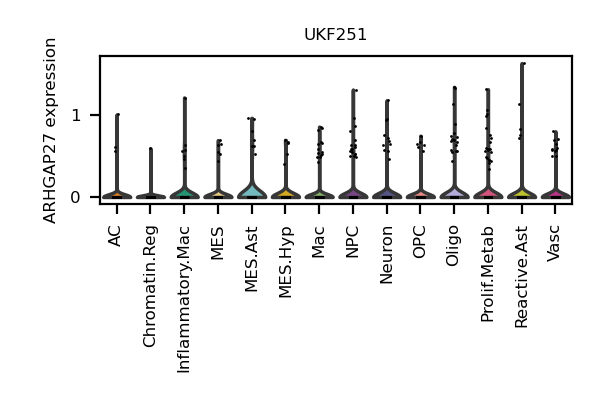 UKF251
ARHGAP27 expression
1
0
AC
Chromatin.Reg
Inflammatory.Mac
MES
MES.Ast
MES.Hyp
Mac
NPC
Neuron
OPC
Oligo
Prolif.Metab
Reactive.Ast
Vasc